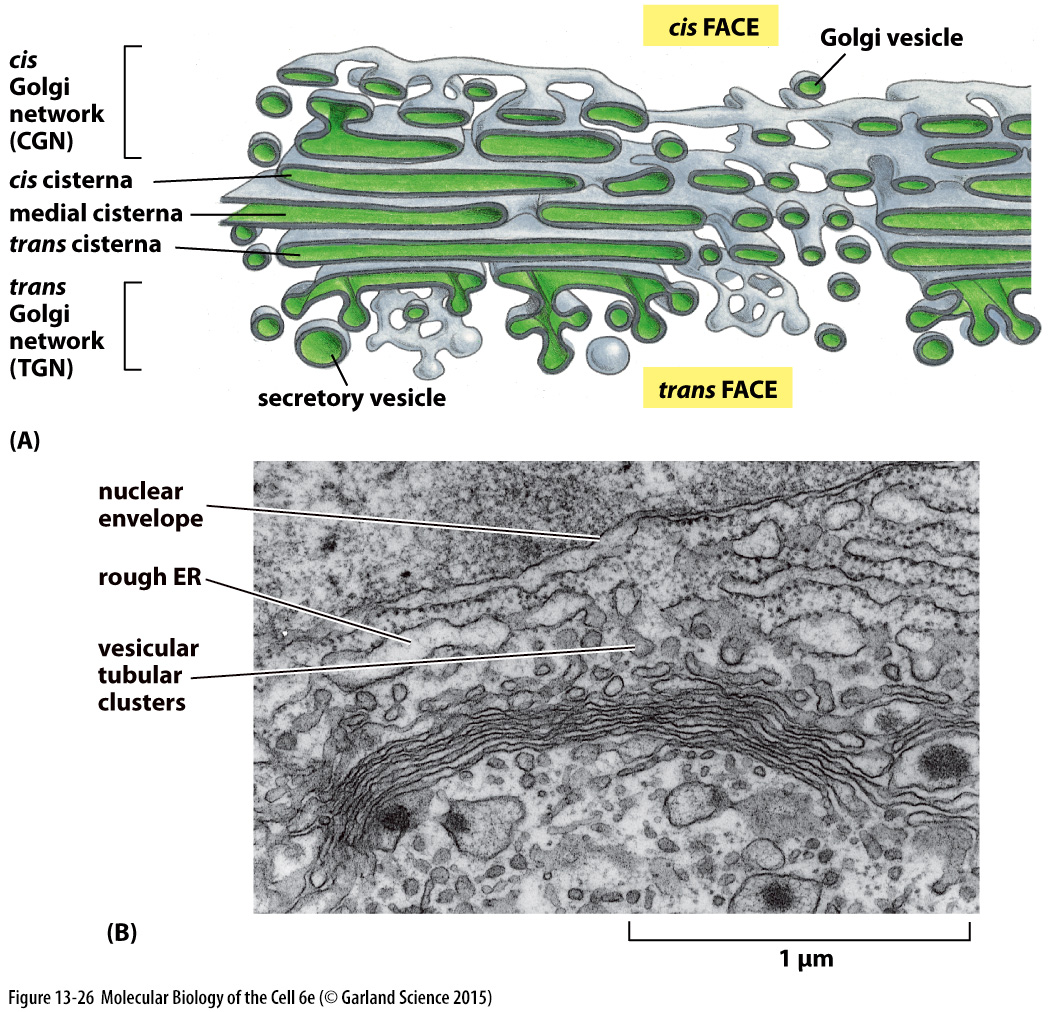 cis FACE
Golgi vesicle
cis
Golgi
network
(CGN)
cis cisterna
medial cisterna
trans cisterna
trans
Golgi
network
(TGN)
secretory vesicle
trans FACE
(A)
nuclear
envelope
rough ER
vesicular
tubular
clusters
(B)
1 μm
Figure 13-26 Molecular Biology of the Cell 6e (© Garland Science 2015)